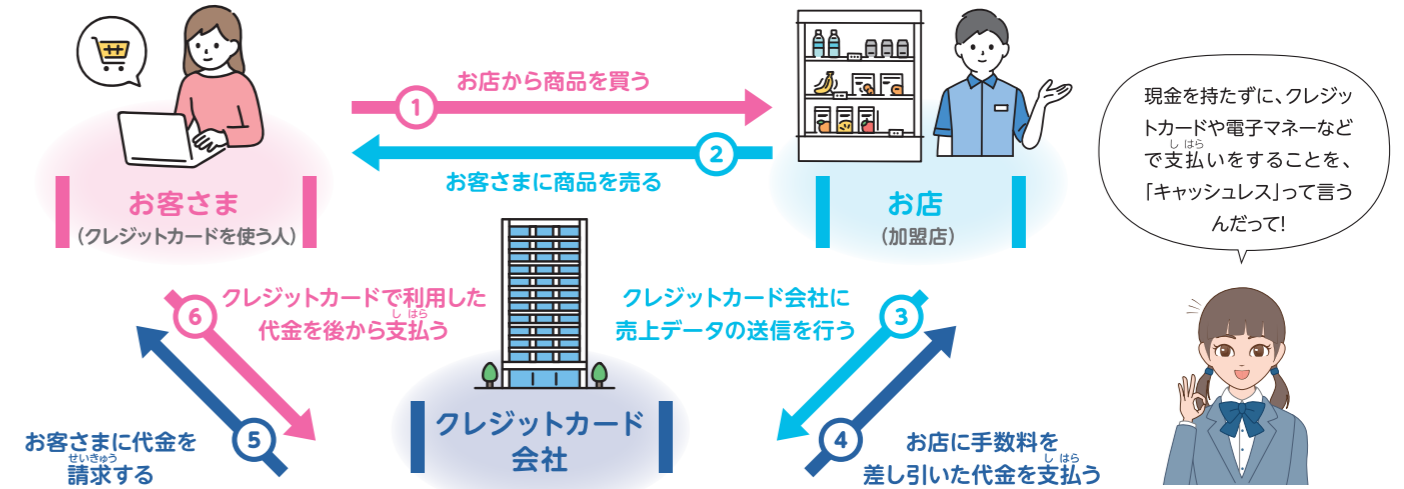 お店から商品を買う
1
2
お客さまに商品を売る
お客さま
(クレジットカードを使う人)
お店
(加盟店)
現金を持たずに、クレジッ
トカードや電子マネーなど
し はら
で支払いをすることを、
「キャッシュレス」って言う
んだって!
6
クレジットカードで利用した
し はら
代金を後から支払う
クレジットカード会社に
売上データの送信を行う
3
クレジットカード
会社
お客さまに代金を
せいきゅう
請求する
5
4
お店に手数料を
し はら
差し引いた代金を支払う